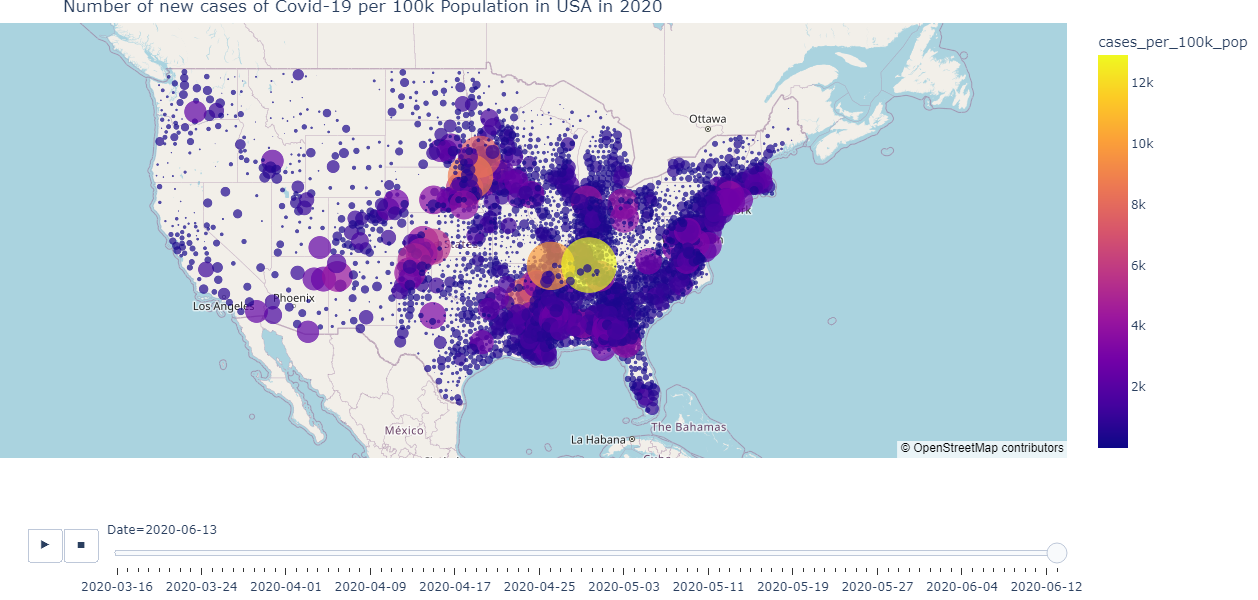 Number of new cases of Covid-19 per 100k Population in USA in 2020
cases_per_100k_pop
12k
10k
8k
6k
4k
2k
Ottawa
Los Angeles
Phoenix
México
La Habana
The Bahamas
© OpenStreetMap contributors
Date=2020-06-13
2020-03-16 2020-03-24 2020-04-01 2020-04-09 2020-04-17 2020-04-25 2020-05-03 2020-05-11 2020-05-19 2020-05-27 2020-06-04 2020-06-12